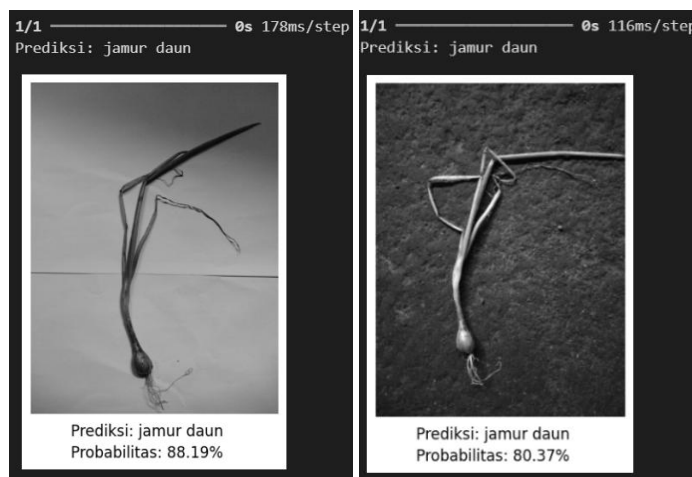 1/1 ━━━━━━━━━━━━━━━━━━━━ 0s 178ms/step
Prediksi: jamur daun
Prediksi: jamur daun
Probabilitas: 88.19%
1/1 ━━━━━━━━━━━━━━━━━━━━ 0s 116ms/step
Prediksi: jamur daun
Prediksi: jamur daun
Probabilitas: 80.37%